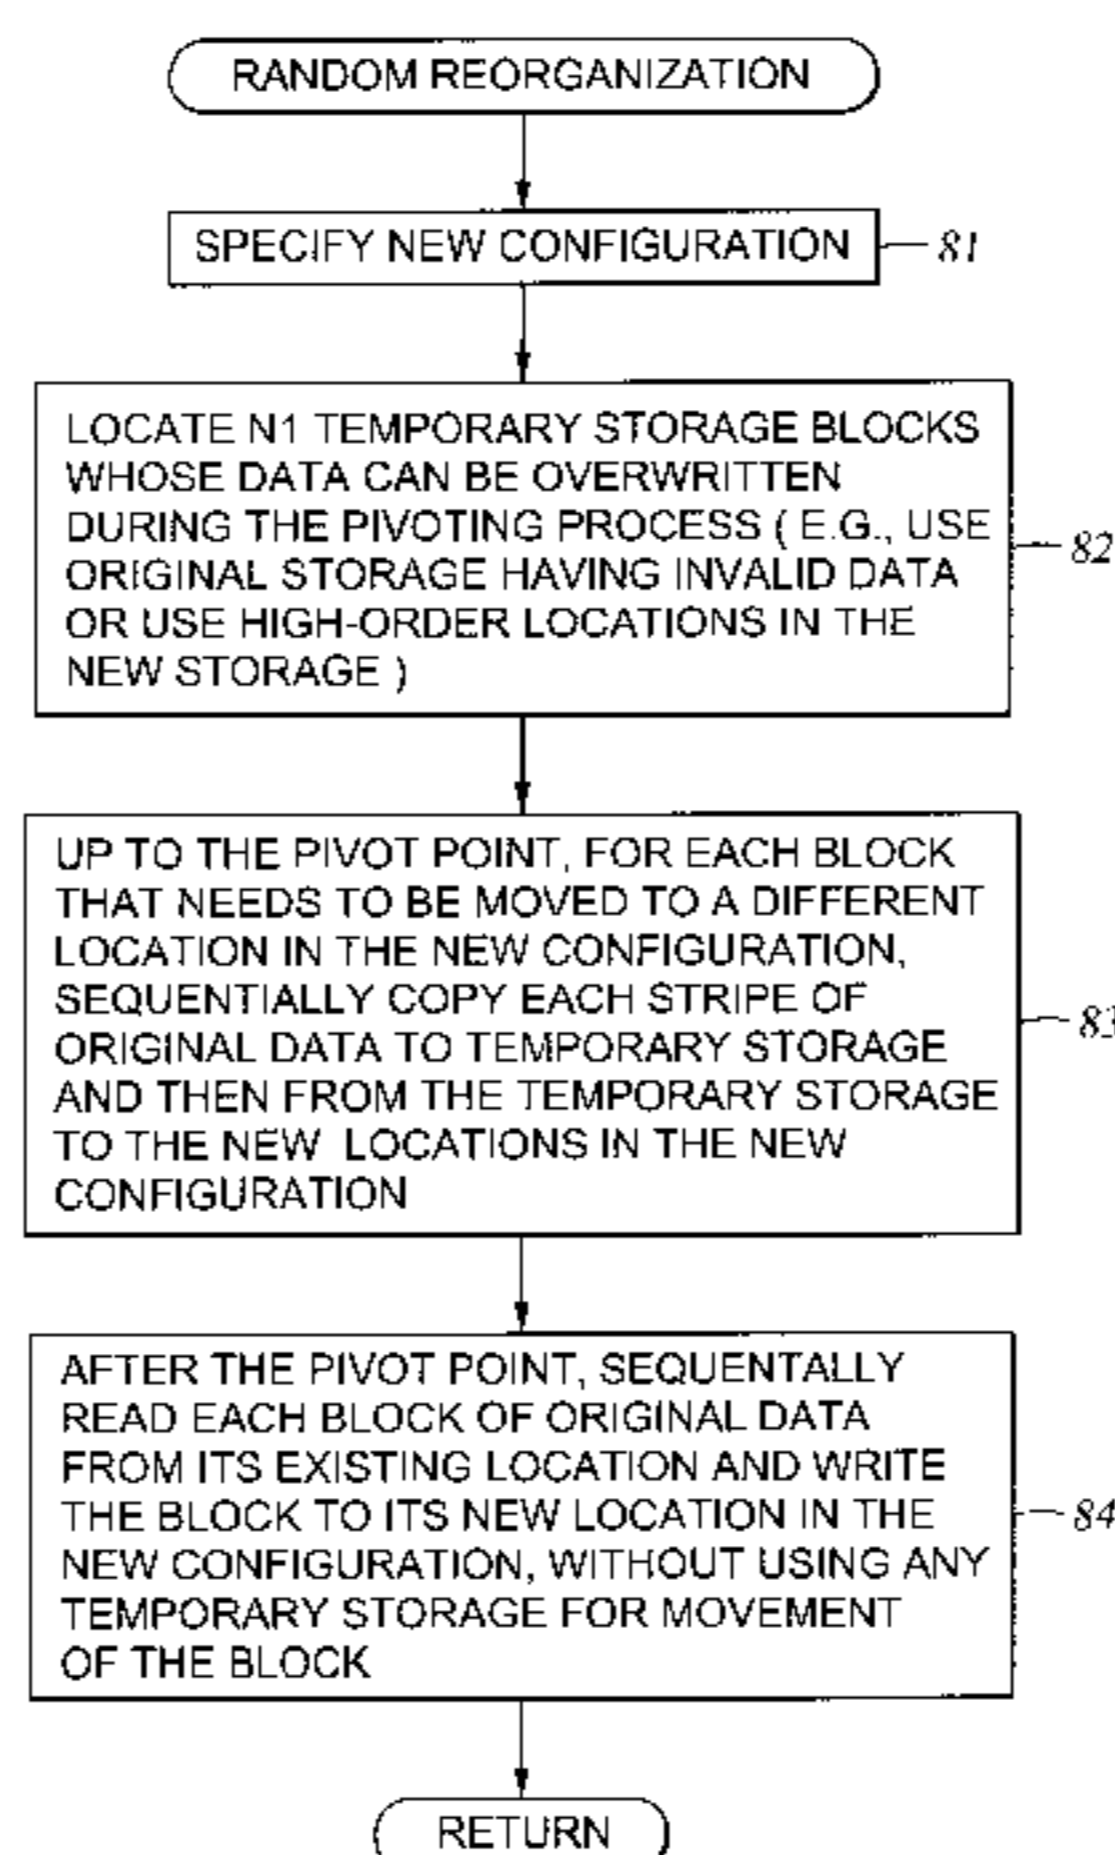 RANDOM REORGANIZATION
SPECIFY NEW CONFIGURATION
81
LOCATE N1 TEMPORARY STORAGE BLOCKS
WHOSE DATA CAN BE OVERWRITTEN
DURING THE PIVOTING PROCESS ( E.G., USE
ORIGINAL STORAGE HAVING INVALID DATA
OR USE HIGH-ORDER LOCATIONS IN THE
NEW STORAGE )
82
UP TO THE PIVOT POINT, FOR EACH BLOCK
THAT NEEDS TO BE MOVED TO A DIFFERENT
LOCATION IN THE NEW CONFIGURATION,
SEQUENTIALLY COPY EACH STRIPE OF
ORIGINAL DATA TO TEMPORARY STORAGE
AND THEN FROM THE TEMPORARY STORAGE
TO THE NEW LOCATIONS IN THE NEW
CONFIGURATION
83
AFTER THE PIVOT POINT, SEQUENTALLY
READ EACH BLOCK OF ORIGINAL DATA
FROM ITS EXISTING LOCATION AND WRITE
THE BLOCK TO ITS NEW LOCATION IN THE
NEW CONFIGURATION, WITHOUT USING ANY
TEMPORARY STORAGE FOR MOVEMENT
OF THE BLOCK
84
RETURN